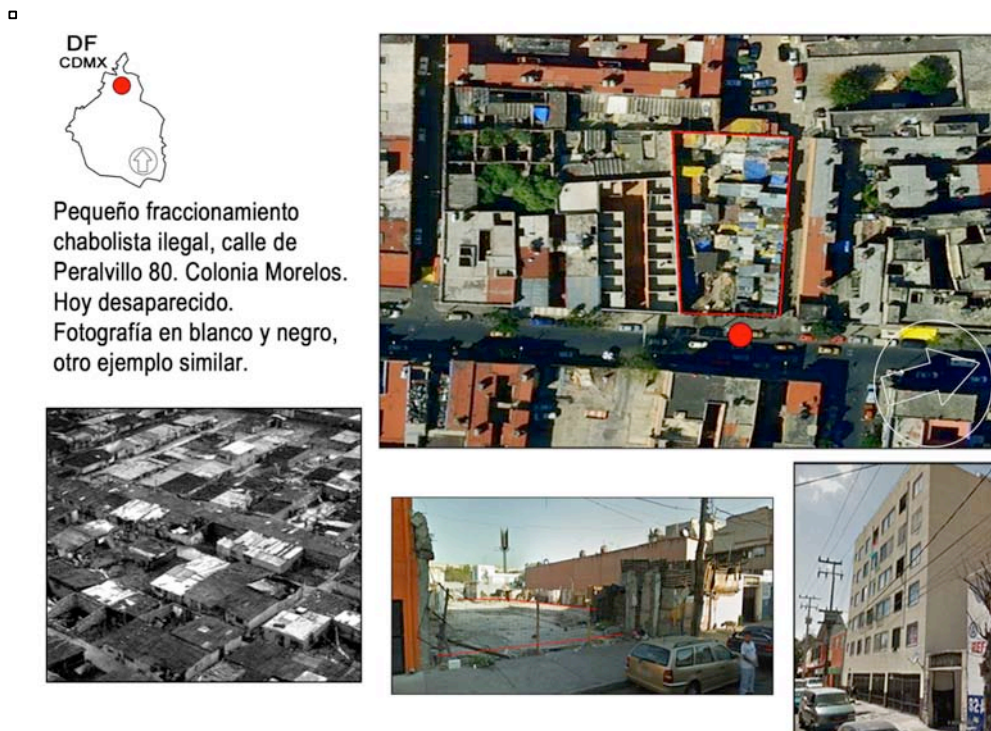 DF
CDMX
Pequeño fraccionamiento
chabolista ilegal, calle de
Peralvillo 80. Colonia Morelos.
Hoy desaparecido.
Fotografía en blanco y negro,
otro ejemplo similar.